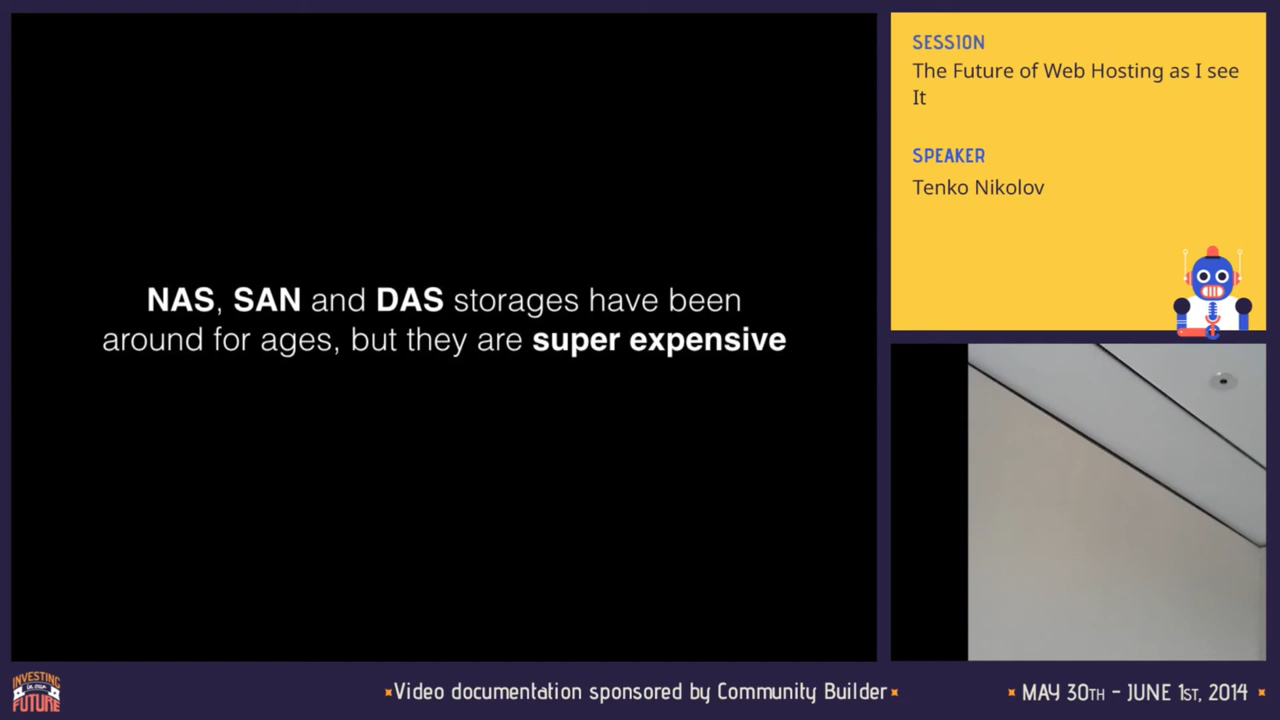 NAS, SAN and DAS storages have been
around for ages, but they are super expensive
SESSION
The Future of Web Hosting as I see
It
SPEAKER
Tenko Nikolov
INVESTING
IN OUR
FUTURE
Video documentation sponsored by Community Builder
MAY 30TH - JUNE 1ST, 2014